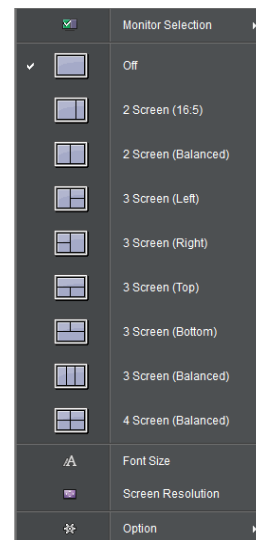 Monitor Selection
Off
2 Screen (16:5)
2 Screen (Balanced)
3 Screen (Left)
3 Screen (Right)
3 Screen (Top)
3 Screen (Bottom)
3 Screen (Balanced)
4 Screen (Balanced)
Font Size
Screen Resolution
Option